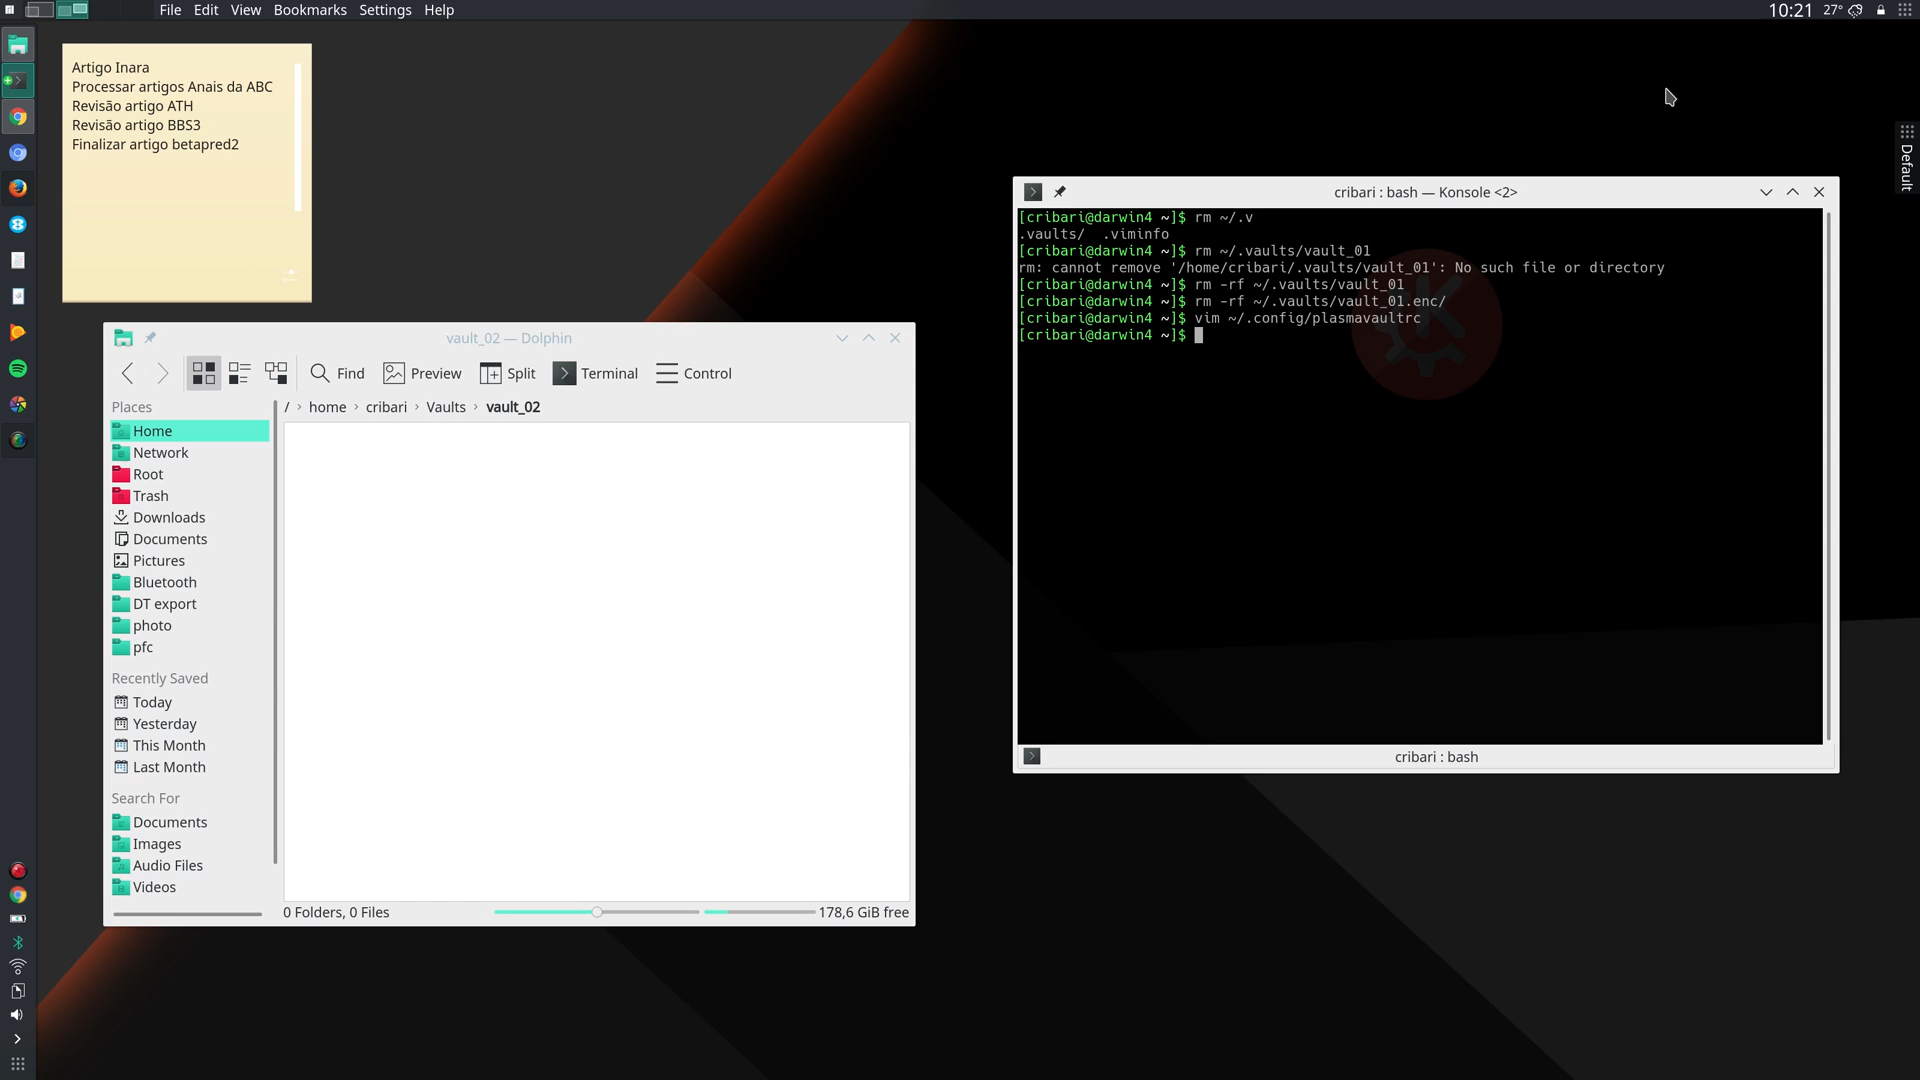 File Edit View Bookmarks Settings Help
10:21 27°
Artigo Inara
Processar artigos Anais da ABC
Revisão artigo ATH
Revisão artigo BBS3
Finalizar artigo betapred2
Default
cribari : bash — Konsole <2>
[cribari@darwin4 ~]$ rm ~/.v
.vaults/ .viminfo
[cribari@darwin4 ~]$ rm ~/.vaults/vault_01
rm: cannot remove '/home/cribari/.vaults/vault_01': No such file or directory
[cribari@darwin4 ~]$ rm -rf ~/.vaults/vault_01
[cribari@darwin4 ~]$ rm -rf ~/.vaults/vault_01.enc/
[cribari@darwin4 ~]$ vim ~/.config/plasmavaultrc
[cribari@darwin4 ~]$
cribari : bash
vault_02 — Dolphin
Find Preview Split Terminal Control
Places
/ > home > cribari > Vaults > vault_02
Home
Network
Root
Trash
Downloads
Documents
Pictures
Bluetooth
DT export
photo
pfc
Recently Saved
Today
Yesterday
This Month
Last Month
Search For
Documents
Images
Audio Files
Videos
0 Folders, 0 Files
178,6 GiB free